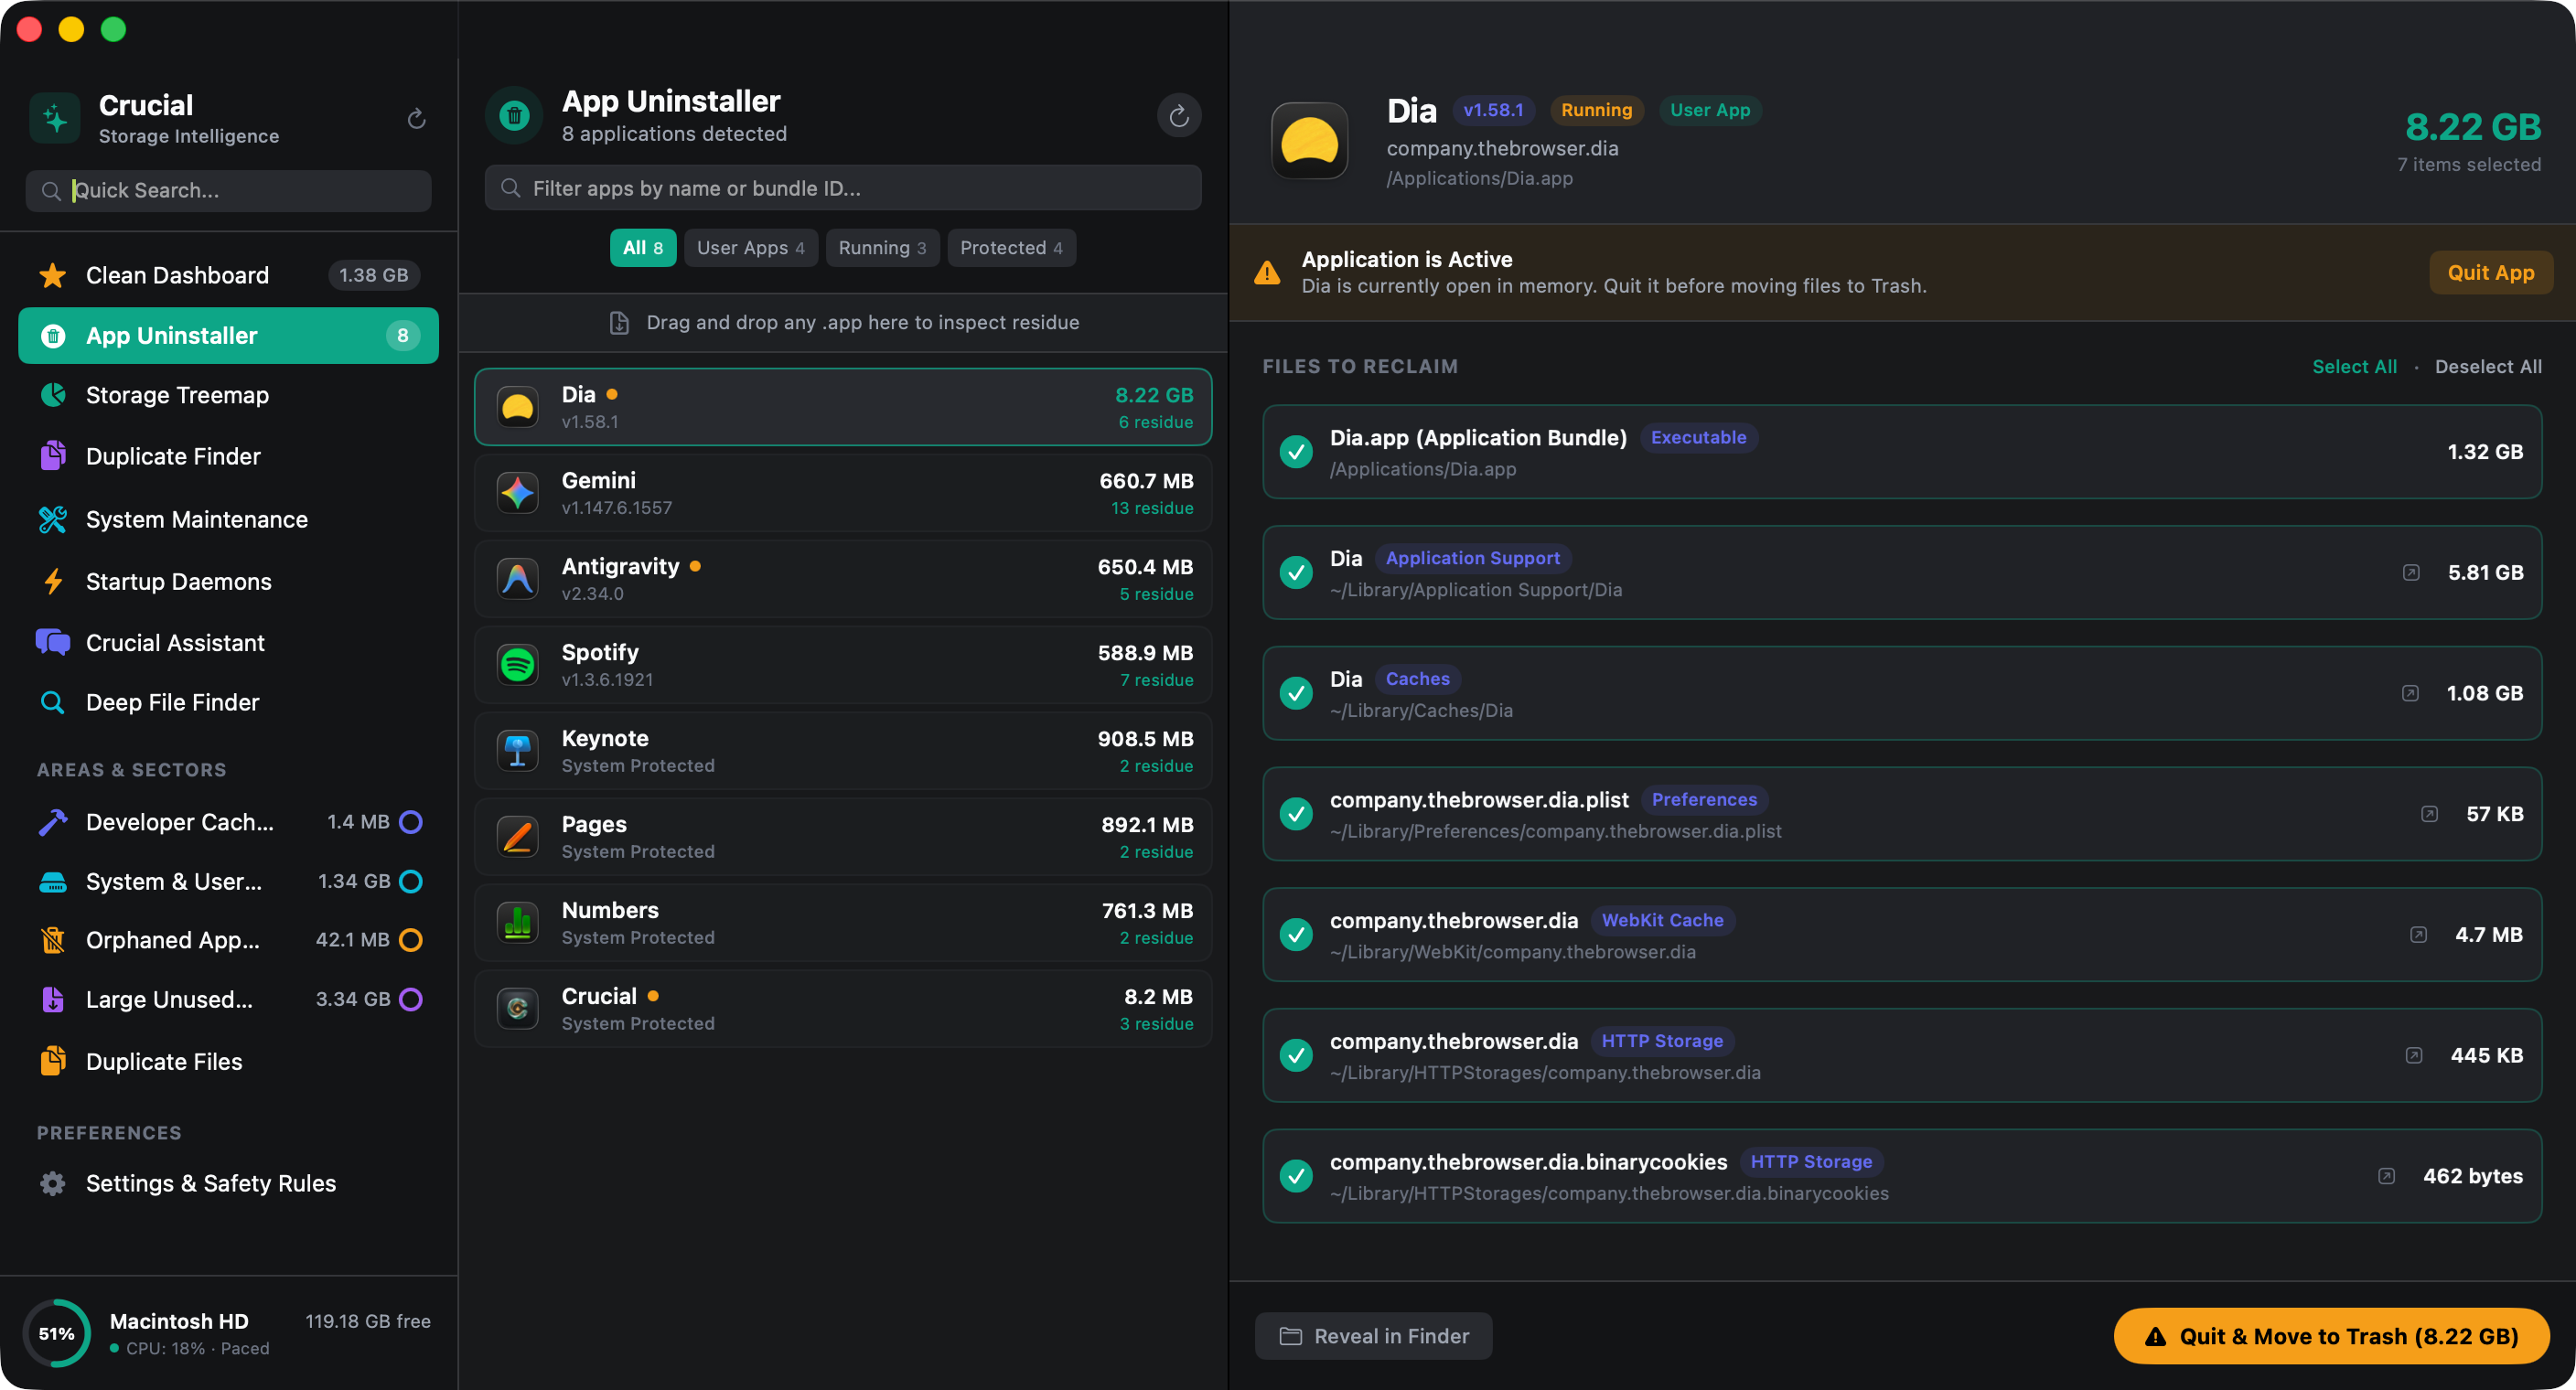 Crucial
Storage Intelligence
Quick Search...
Clean Dashboard 1.38 GB
App Uninstaller 8
Storage Treemap
Duplicate Finder
System Maintenance
Startup Daemons
Crucial Assistant
Deep File Finder
AREAS & SECTORS
Developer Cach... 1.4 MB
System & User... 1.34 GB
Orphaned App... 42.1 MB
Large Unused... 3.34 GB
Duplicate Files
PREFERENCES
Settings & Safety Rules
51%
Macintosh HD 119.18 GB free
CPU: 18% · Paced
App Uninstaller
8 applications detected
Filter apps by name or bundle ID...
All 8 User Apps 4 Running 3 Protected 4
Drag and drop any .app here to inspect residue
Dia 8.22 GB
v1.58.1 6 residue
Gemini 660.7 MB
v1.147.6.1557 13 residue
Antigravity 650.4 MB
v2.34.0 5 residue
Spotify 588.9 MB
v1.3.6.1921 7 residue
Keynote 908.5 MB
System Protected 2 residue
Pages 892.1 MB
System Protected 2 residue
Numbers 761.3 MB
System Protected 2 residue
Crucial 8.2 MB
System Protected 3 residue
Dia v1.58.1 Running User App
company.thebrowser.dia
/Applications/Dia.app
8.22 GB
7 items selected
Application is Active
Dia is currently open in memory. Quit it before moving files to Trash.
Quit App
FILES TO RECLAIM Select All · Deselect All
Dia.app (Application Bundle) Executable
/Applications/Dia.app
1.32 GB
Dia Application Support
~/Library/Application Support/Dia
5.81 GB
Dia Caches
~/Library/Caches/Dia
1.08 GB
company.thebrowser.dia.plist Preferences
~/Library/Preferences/company.thebrowser.dia.plist
57 KB
company.thebrowser.dia WebKit Cache
~/Library/WebKit/company.thebrowser.dia
4.7 MB
company.thebrowser.dia HTTP Storage
~/Library/HTTPStorages/company.thebrowser.dia
445 KB
company.thebrowser.dia.binarycookies HTTP Storage
~/Library/HTTPStorages/company.thebrowser.dia.binarycookies
462 bytes
Reveal in Finder
Quit & Move to Trash (8.22 GB)